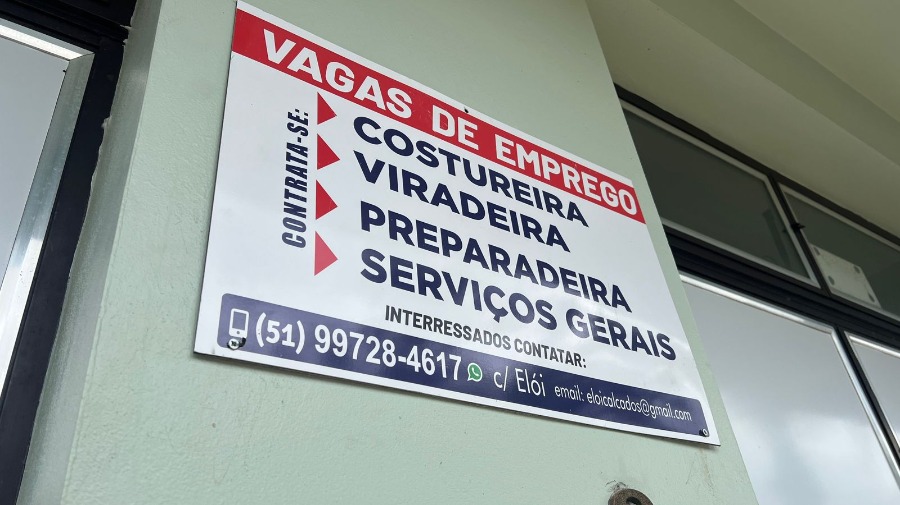 VAGAS DE EMPREGO
CONTRATA-SE:
COSTUREIRA
VIRADEIRA
PREPARADEIRA
SERVIÇOS GERAIS
INTERRESSADOS CONTATAR:
(51) 99728-4617 c/ Elói email: eloicalcados@gmail.com